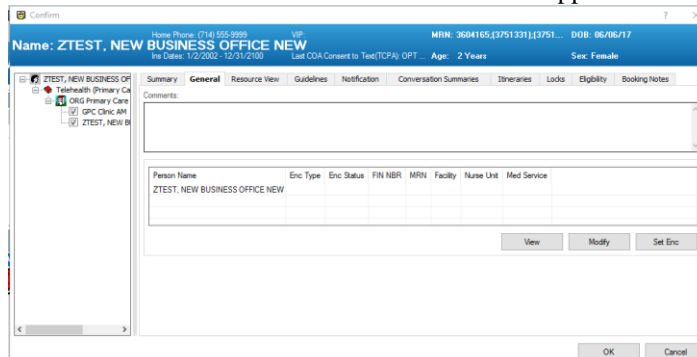 Confirm
Name: ZTEST, NEW BUSINESS OFFICE NEW
Home Phone: (714) 555-9999
VIP:
MRN: 3604165;(3751331);(3751...
DOB: 06/06/17
Ins Dates: 1/2/2002 - 12/31/2100
Last COA Consent to Text(TCPA): OPT ...
Age: 2 Years
Sex: Female
ZTEST, NEW BUSINESS OF
Telehealth (Primary Ca
ORG Primary Care
GPC Clinic AM
ZTEST, NEW B
Summary General Resource View Guidelines Notification Conversation Summaries Itineraries Locks Eligibility Booking Notes
Comments:
Person Name Enc Type Enc Status FIN NBR MRN Facility Nurse Unit Med Service
ZTEST, NEW BUSINESS OFFICE NEW
View Modify Set Enc
OK Cancel